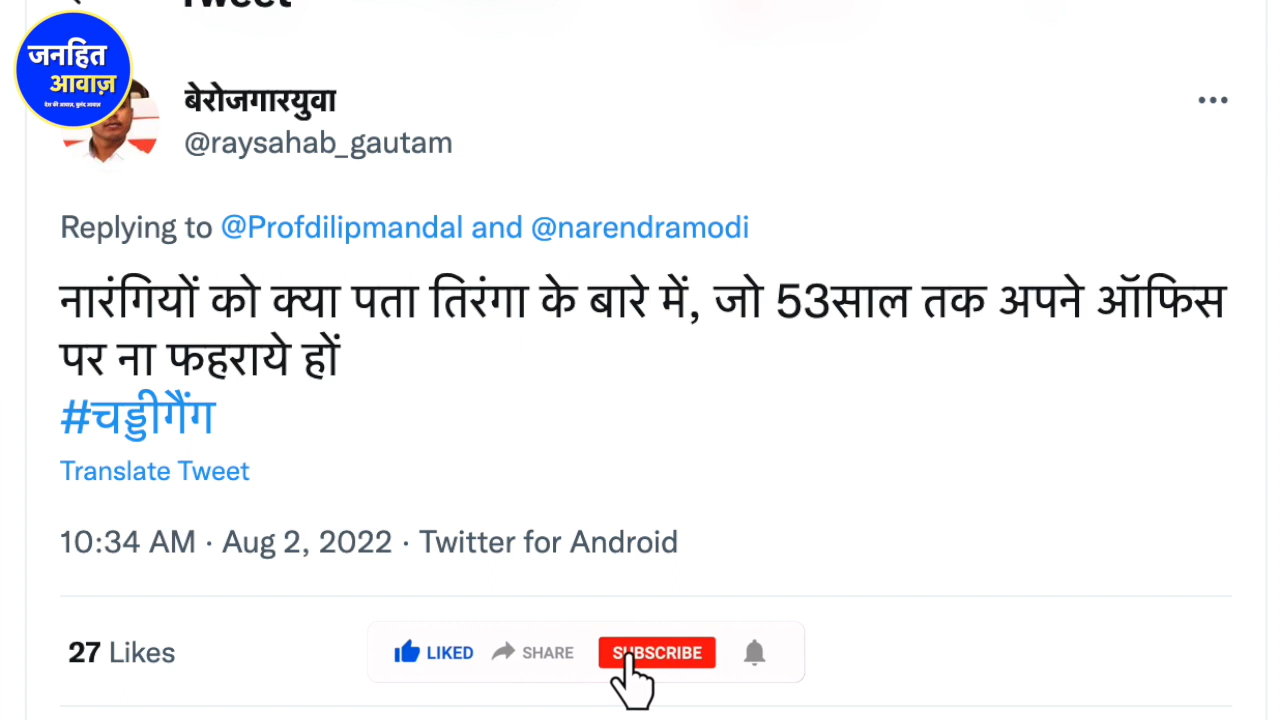 Tweet
जनहित
आवाज़
बेरोजगारयुवा
@raysahab_gautam
Replying to @Profdilipmandal and @narendramodi
नारंगियों को क्या पता तिरंगा के बारे में, जो 53साल तक अपने ऑफिस
पर ना फहराये हों
#चड्डीगैंग
Translate Tweet
10:34 AM · Aug 2, 2022 · Twitter for Android
27 Likes
LIKED SHARE SUBSCRIBE